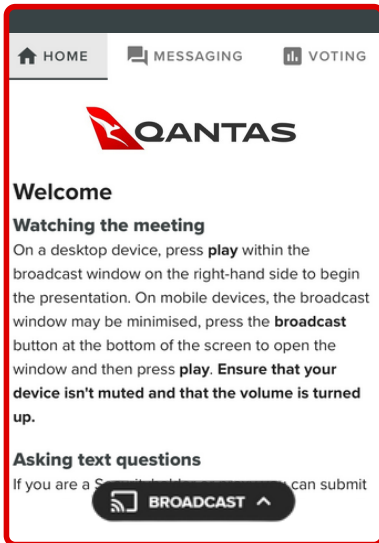 HOME MESSAGING VOTING
QANTAS
Welcome
Watching the meeting
On a desktop device, press play within the
broadcast window on the right-hand side to begin
the presentation. On mobile devices, the broadcast
window may be minimised, press the broadcast
button at the bottom of the screen to open the
window and then press play. Ensure that your
device isn't muted and that the volume is turned
up.
Asking text questions
If you are a can submit
BROADCAST